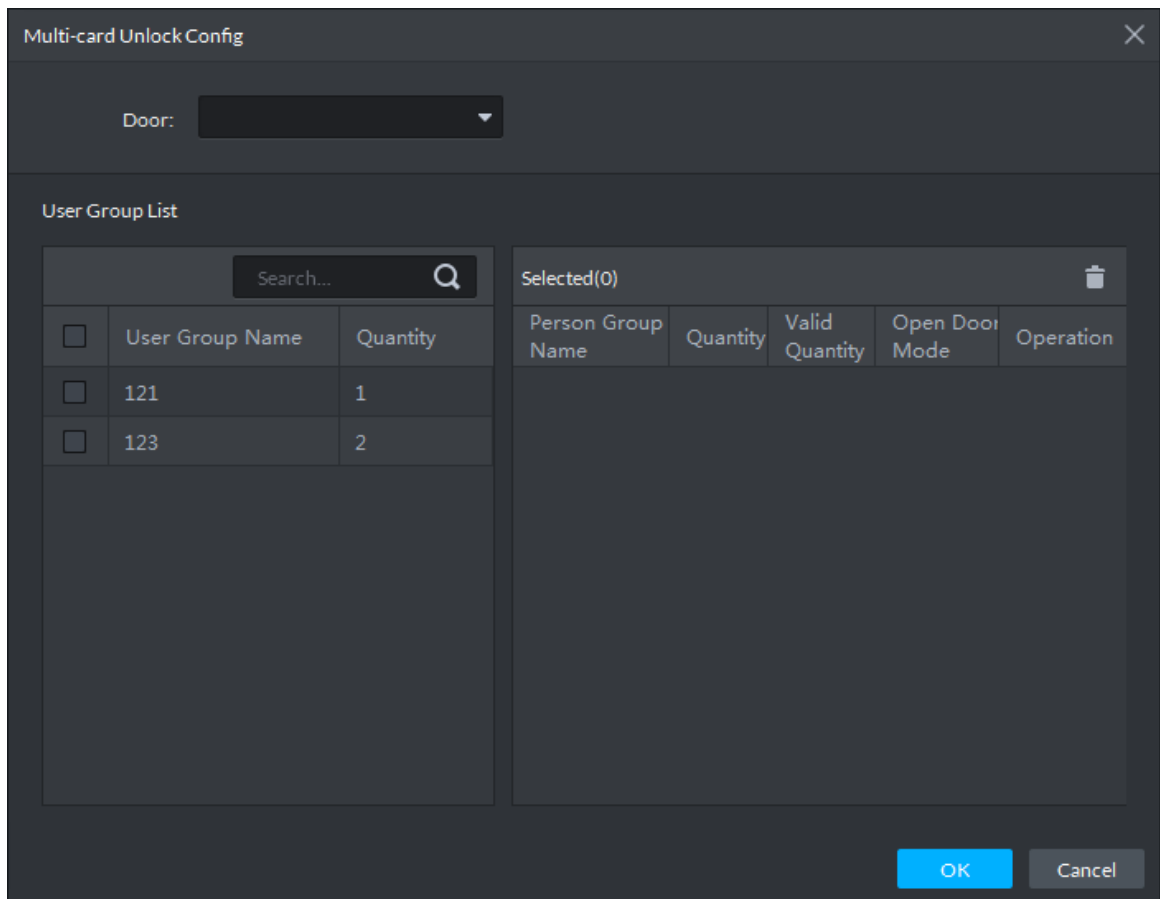 Multi-card Unlock Config
Door:
User Group List
Search...
Selected(0)
User Group Name
Quantity
Person Group
Name
Quantity
Valid
Quantity
Open Door
Mode
Operation
121
1
123
2
OK
Cancel